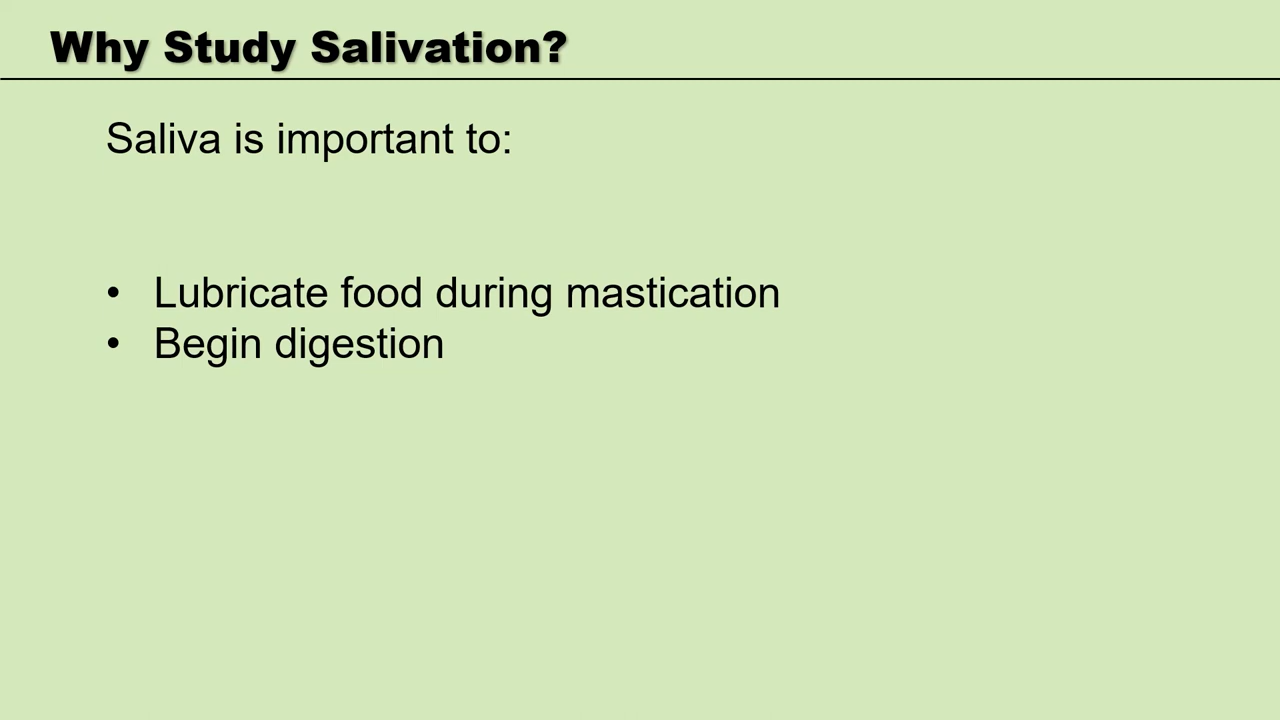 Why Study Salivation?
Saliva is important to:
• Lubricate food during mastication
• Begin digestion